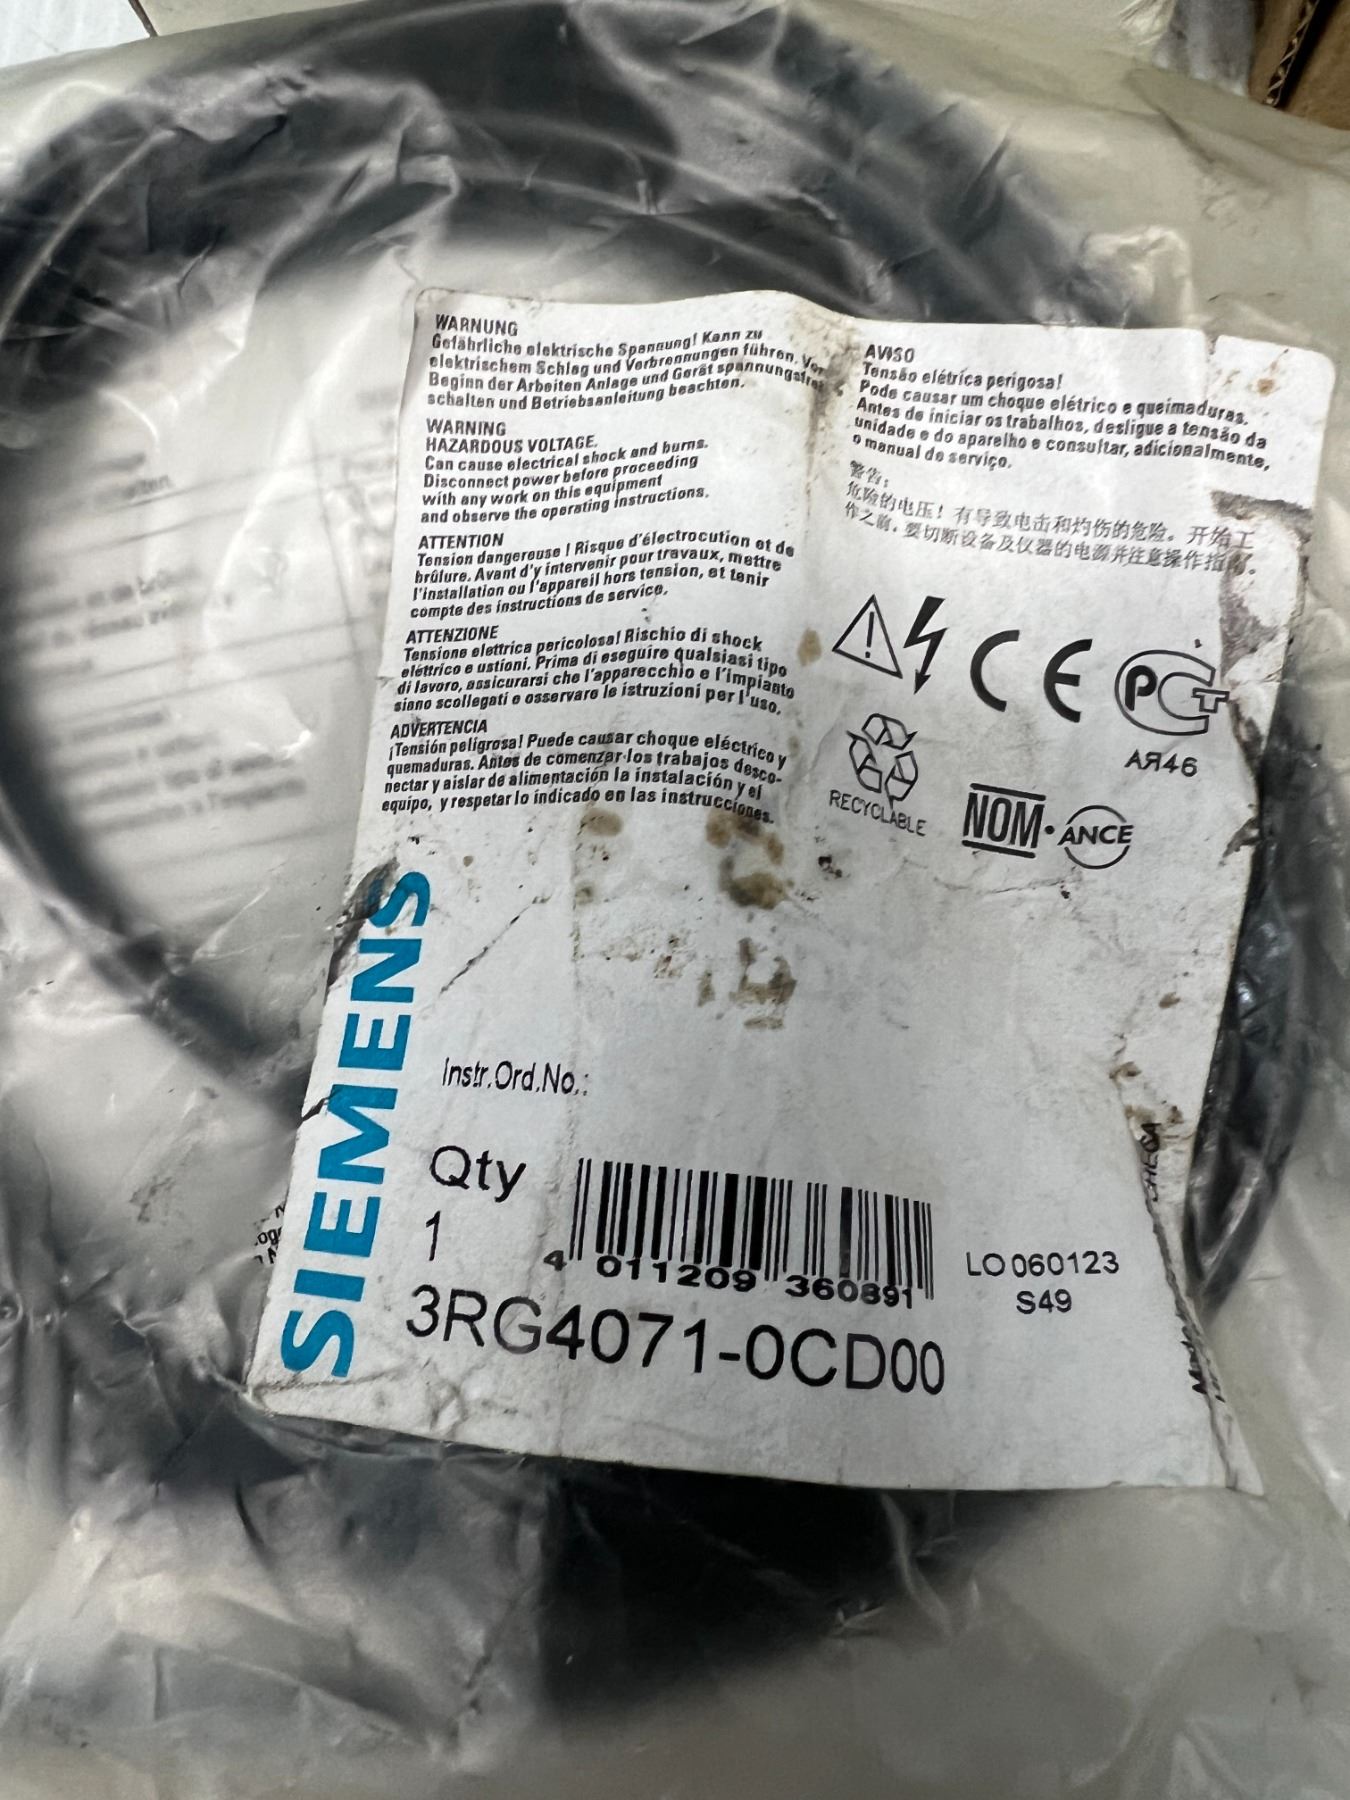 WARNUNG
Gefährliche elektrische Spannung! Kann zu
elektrischem Schlag und Verbrennungen führen. Vor
Beginn der Arbeiten Anlage und Gerät spannungsfrei
schalten und Betriebsanleitung beachten.
WARNING
HAZARDOUS VOLTAGE.
Can cause electrical shock and burns.
Disconnect power before proceeding
with any work on this equipment
and observe the operating instructions.
ATTENTION
Tension dangereuse ! Risque d'électrocution et de
brûlure. Avant d'y intervenir pour travaux, mettre
l'installation ou l'appareil hors tension, et tenir
compte des instructions de service.
ATTENZIONE
Tensione elettrica pericolosa! Rischio di shock
elèttrico e ustioni. Prima di eseguire qualsiasi tipo
di lavoro, assicurarsi che l'apparecchio e l'impianto
siano scollegati e osservare le istruzioni per l'uso.
ADVERTENCIA
¡Tensión peligrosa! Puede causar choque eléctrico y
quemaduras. Antes de comenzar los trabajos desco-
nectar y aislar de alimentación la instalación y el
equipo, y respetar lo indicado en las instrucciones.
AVISO
Tensão elétrica perigosa!
Pode causar um choque elétrico e queimaduras.
Antes de iniciar os trabalhos, desligue a tensão da
unidade e do aparelho e consultar, adicionalmente,
o manual de serviço.
警告：
危险的电压！有导致电击和灼伤的危险。开始工
作之前，要切断设备及仪器的电源并注意操作指南。
CE
PCT
АЯ46
RECYCLABLE
NOM·ANCE
SIEMENS
Instr.Ord.No.:
Qty
1
4 011209 360891
LO 060123
S49
3RG4071-0CD00